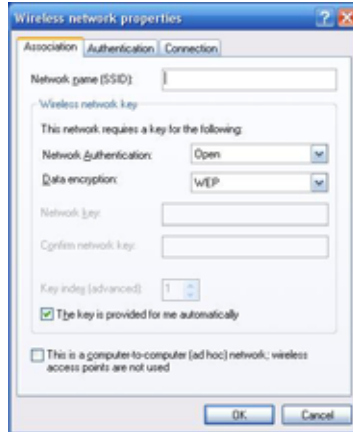 Wireless network properties
Association Authentication Connection
Network name (SSID):
Wireless network key
This network requires a key for the following:
Network Authentication: Open
Data encryption: WEP
Network key:
Confirm network key:
Key index (advanced): 1
The key is provided for me automatically
This is a computer-to-computer (ad hoc) network; wireless
access points are not used
OK Cancel